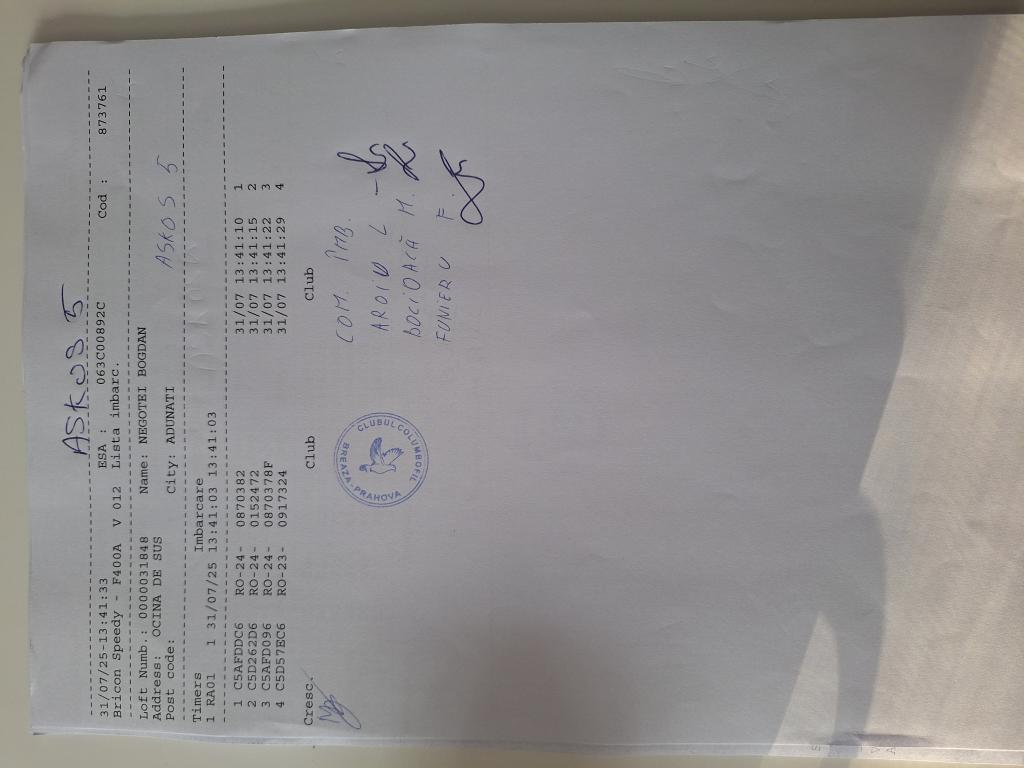 ASKOS 5
31/07/25-13:41:33 ESA : 063C00892C Cod : 873761
Bricon Speedy - F400A V 012 Lista imbarc.
Loft Numb.: 0000031848 Name: NEGOTEI BOGDAN
Address: OCINA DE SUS
Post code: City: ADUNATI
ASKOS 5
Timers Imbarcare
1 RA01 1 31/07/25 13:41:03 13:41:03
1 C5AFDDC6 RO-24- 0870382 31/07 13:41:10 1
2 C5D262D6 RO-24- 0152472 31/07 13:41:15 2
3 C5AFD096 RO-24- 0870378F 31/07 13:41:22 3
4 C5D57EC6 RO-23- 0917324 31/07 13:41:29 4
Cresc. Club Club
CLUBUL COLUMBOFIL
BREAZA - PRAHOVA
COM. IMB.
AROIU L
BOCIOACĂ M.
FUNIERU F